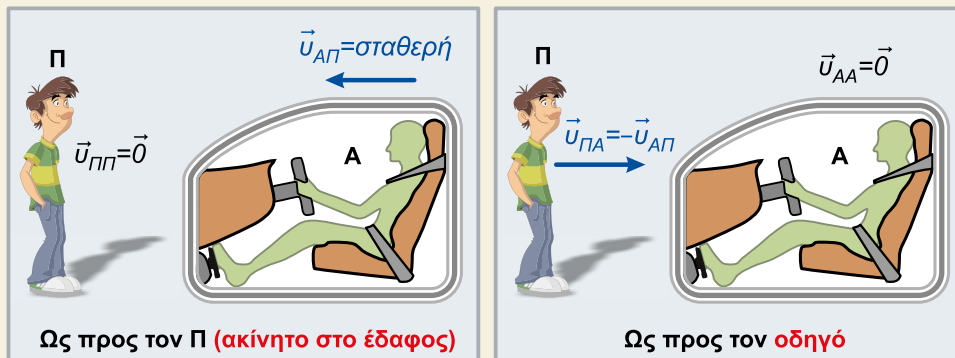 Π
υ⃗ΑΠ=σταθερή
υ⃗ΠΠ=0⃗
Α
Ως προς τον Π (ακίνητο στο έδαφος)
Π
υ⃗ΑΑ=0⃗
υ⃗ΠΑ=–υ⃗ΑΠ
Α
Ως προς τον οδηγό